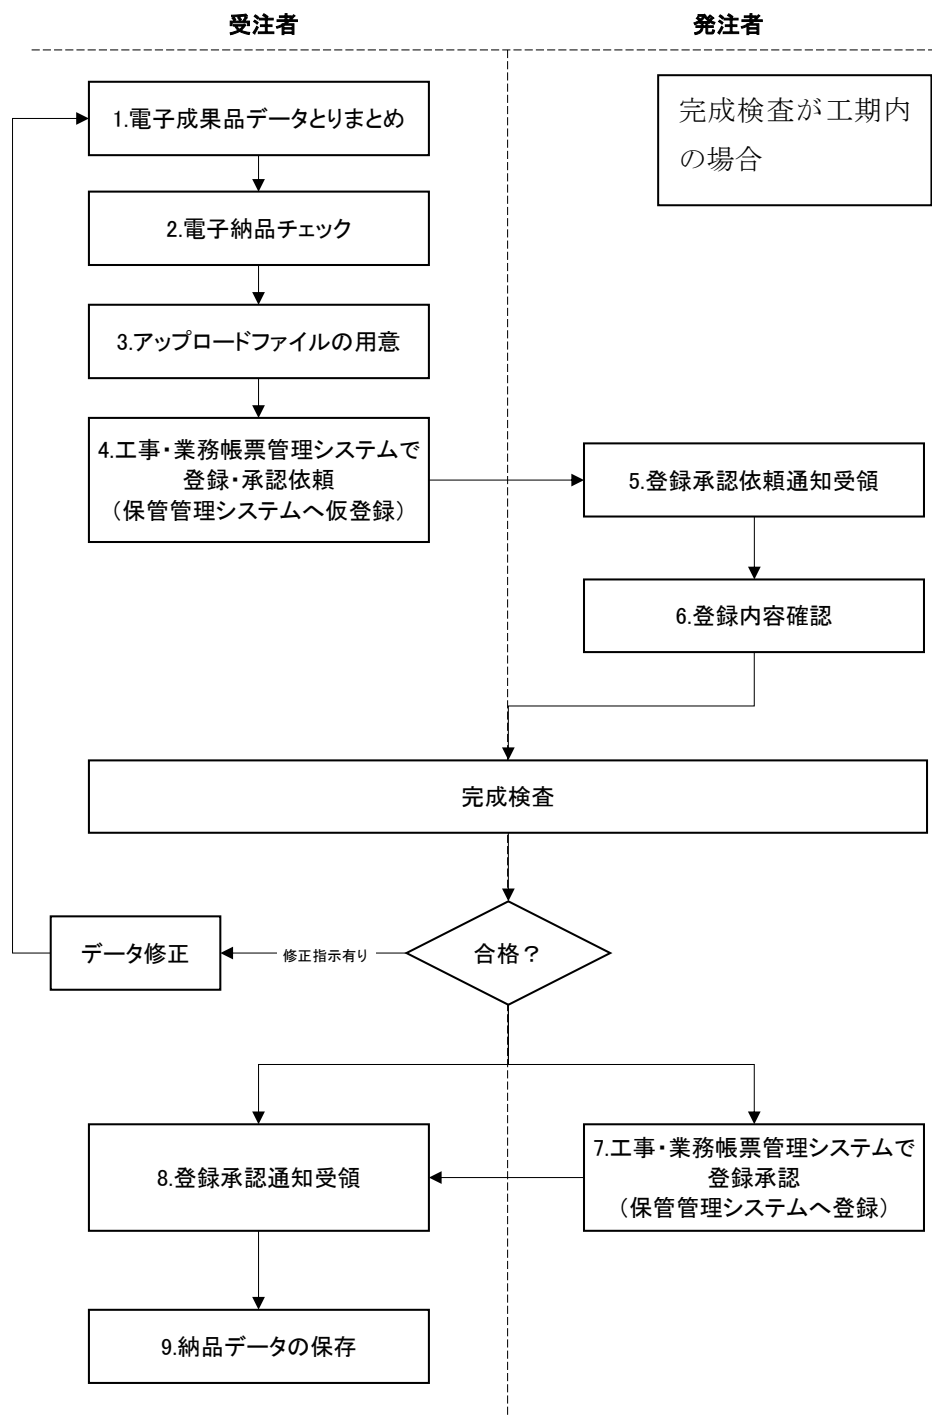 受注者
発注者
完成検査が工期内
の場合
1.電子成果品データとりまとめ
2.電子納品チェック
3.アップロードファイルの用意
4.工事・業務帳票管理システムで
登録・承認依頼
（保管管理システムへ仮登録）
5.登録承認依頼通知受領
6.登録内容確認
完成検査
合格？
修正指示有り
データ修正
7.工事・業務帳票管理システムで
登録承認
（保管管理システムへ登録）
8.登録承認通知受領
9.納品データの保存